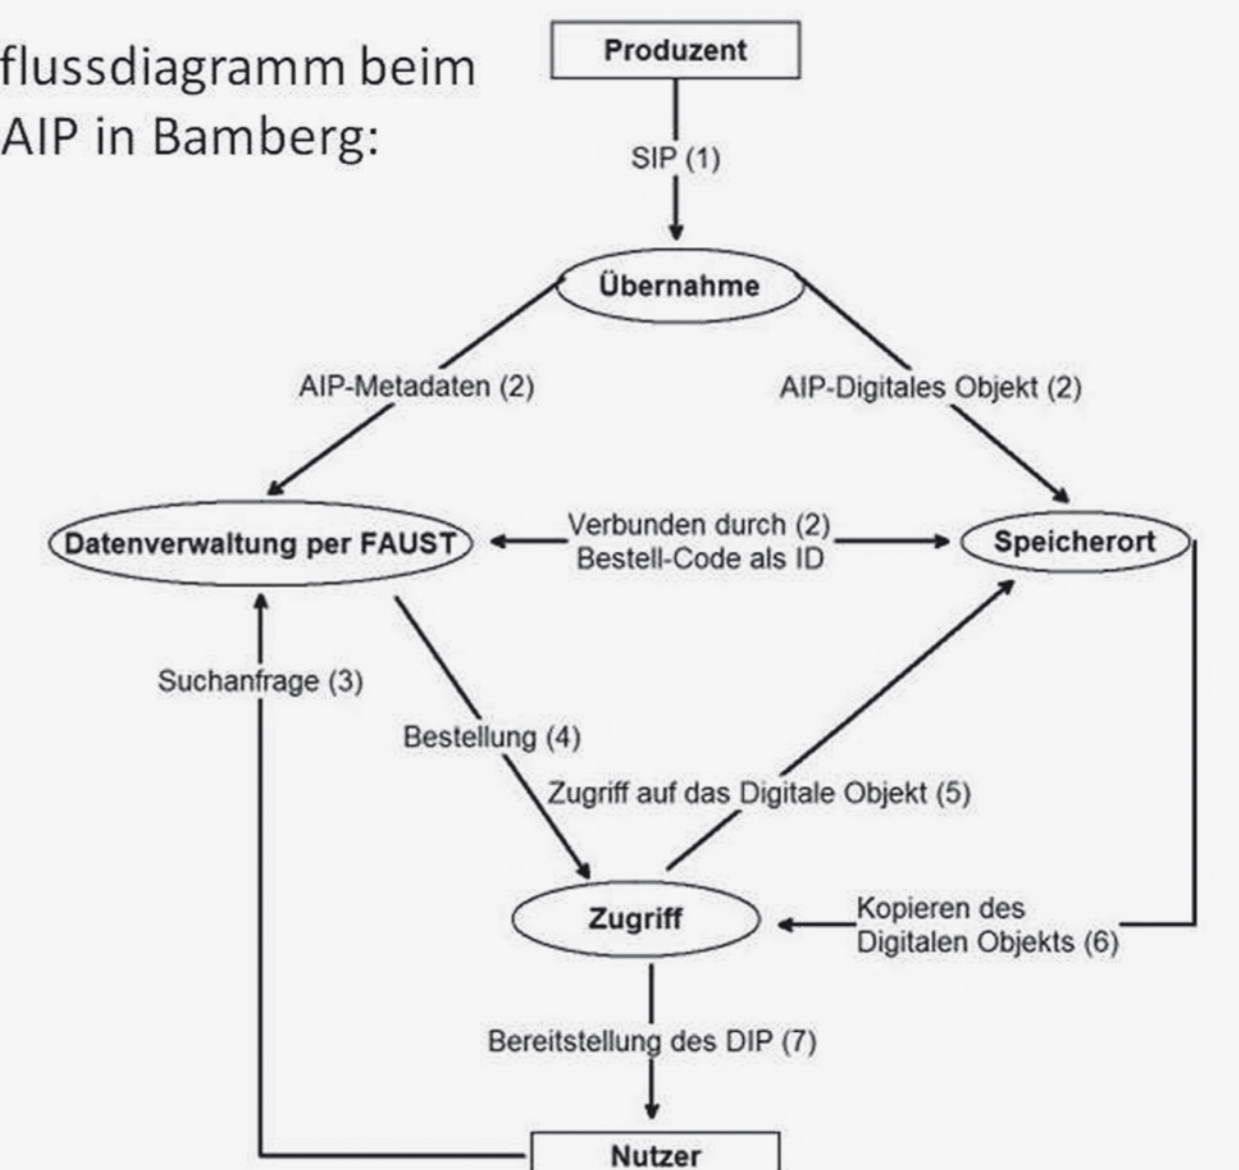 flussdiagramm beim
AIP in Bamberg:
Produzent
SIP (1)
Übernahme
AIP-Metadaten (2)
AIP-Digitales Objekt (2)
Datenverwaltung per FAUST
Verbunden durch (2)
Bestell-Code als ID
Speicherort
Suchanfrage (3)
Bestellung (4)
Zugriff auf das Digitale Objekt (5)
Zugriff
Kopieren des
Digitalen Objekts (6)
Bereitstellung des DIP (7)
Nutzer